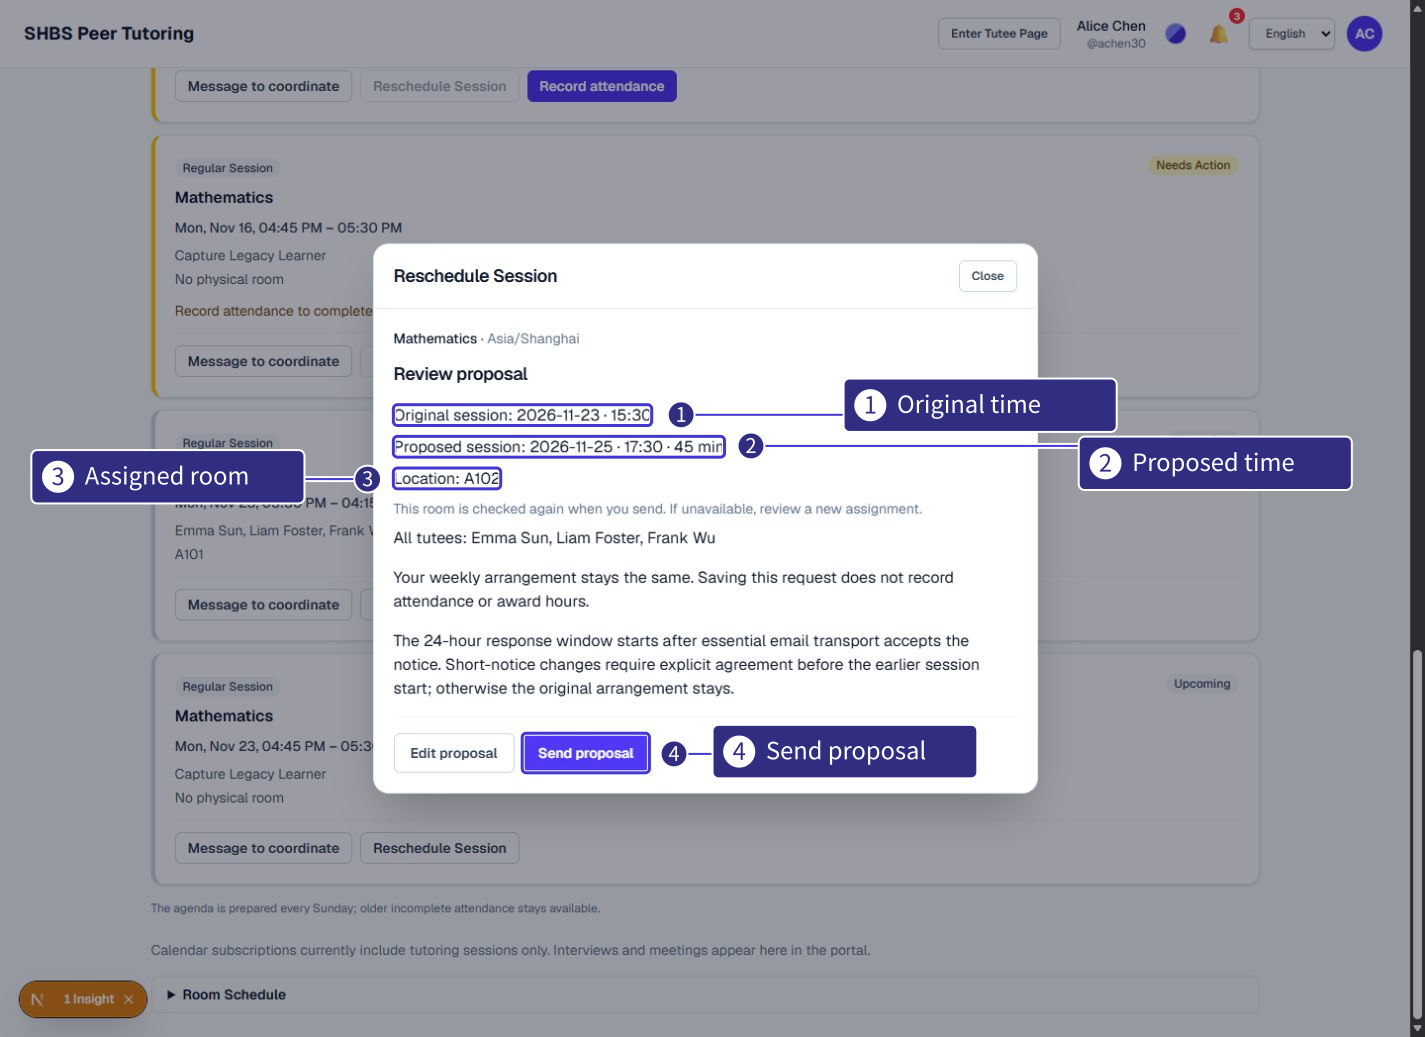 SHBS Peer Tutoring
Enter Tutee Page
Alice Chen
@achen30
3
English
AC
Message to coordinate
Reschedule Session
Record attendance
Regular Session
Needs Action
Mathematics
Mon, Nov 16, 04:45 PM – 05:30 PM
Capture Legacy Learner
No physical room
Record attendance to complete
Message to coordinate
Reschedule Session
Close
Mathematics · Asia/Shanghai
Review proposal
Original session: 2026-11-23 · 15:30
1
1 Original time
Proposed session: 2026-11-25 · 17:30 · 45 min
2
2 Proposed time
Location: A102
3
3 Assigned room
This room is checked again when you send. If unavailable, review a new assignment.
All tutees: Emma Sun, Liam Foster, Frank Wu
Your weekly arrangement stays the same. Saving this request does not record
attendance or award hours.
The 24-hour response window starts after essential email transport accepts the
notice. Short-notice changes require explicit agreement before the earlier session
start; otherwise the original arrangement stays.
Edit proposal
Send proposal
4
4 Send proposal
Regular Session
Emma Sun, Liam Foster, Frank
A101
Message to coordinate
Regular Session
Upcoming
Mathematics
Mon, Nov 23, 04:45 PM – 05:3
Capture Legacy Learner
No physical room
Message to coordinate
Reschedule Session
The agenda is prepared every Sunday; older incomplete attendance stays available.
Calendar subscriptions currently include tutoring sessions only. Interviews and meetings appear here in the portal.
Room Schedule
N 1 Insight